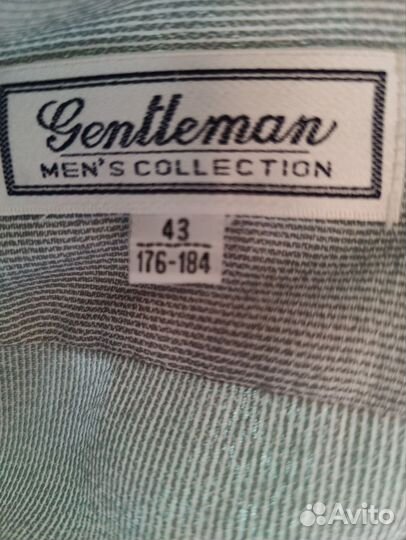 Gentleman
MEN'S COLLECTION
43
176-184
Avito